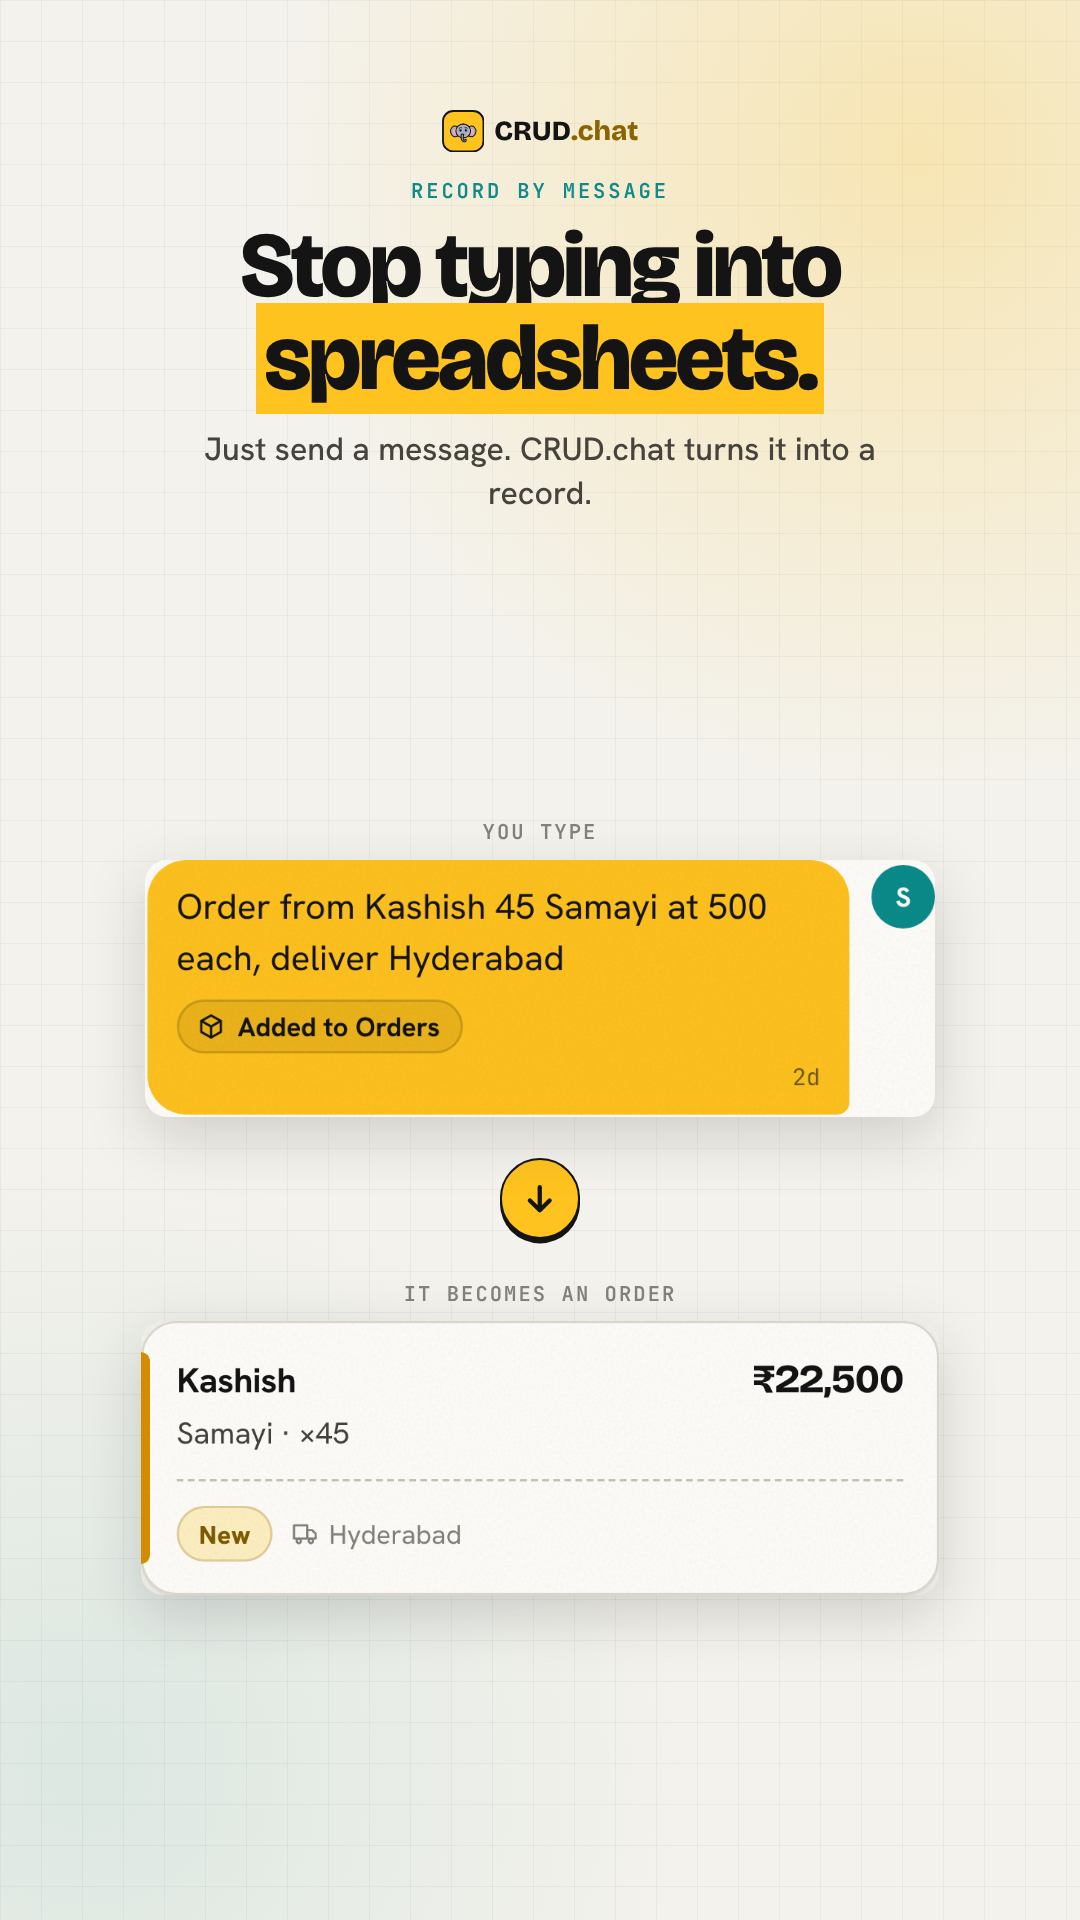 CRUD.chat
RECORD BY MESSAGE
Stop typing into
spreadsheets.
Just send a message. CRUD.chat turns it into a
record.
YOU TYPE
Order from Kashish 45 Samayi at 500
each, deliver Hyderabad
S
Added to Orders
2d
IT BECOMES AN ORDER
Kashish ₹22,500
Samayi · ×45
New Hyderabad